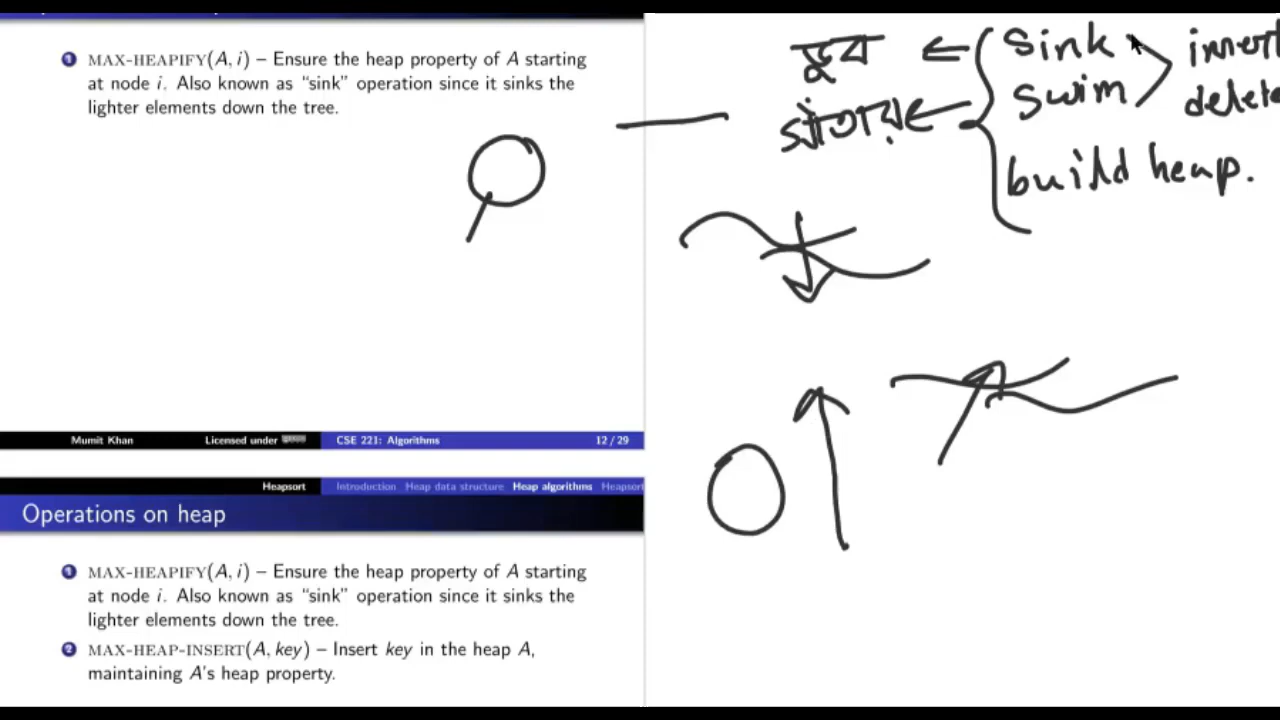 1 MAX-HEAPIFY(A, i) – Ensure the heap property of A starting
at node i. Also known as “sink” operation since it sinks the
lighter elements down the tree.
Mumit Khan Licensed under CSE 221: Algorithms 12 / 29
Heapsort Introduction Heap data structure Heap algorithms Heapsort
Operations on heap
1 MAX-HEAPIFY(A, i) – Ensure the heap property of A starting
at node i. Also known as “sink” operation since it sinks the
lighter elements down the tree.
2 MAX-HEAP-INSERT(A, key) – Insert key in the heap A,
maintaining A’s heap property.
ডুব ← Sink
← Swim
insert
delete
build heap.